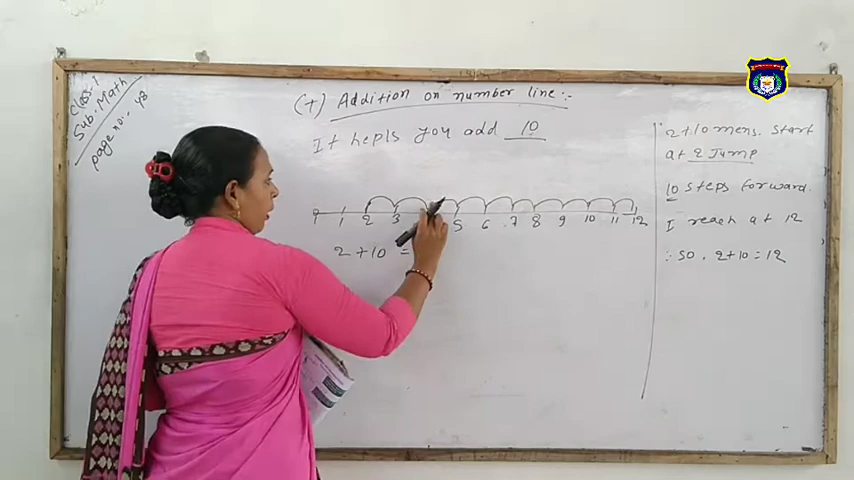 Class-1
Sub:- Math
page no:- 48
(+) Addition on number line :-
It hepls you add 10
0 1 2 3 5 6 7 8 9 10 11 12
2 + 10 =
2+10 mens. start
at 2 Jump
10 steps forward.
I reach at 12
∴ So. 2+10=12